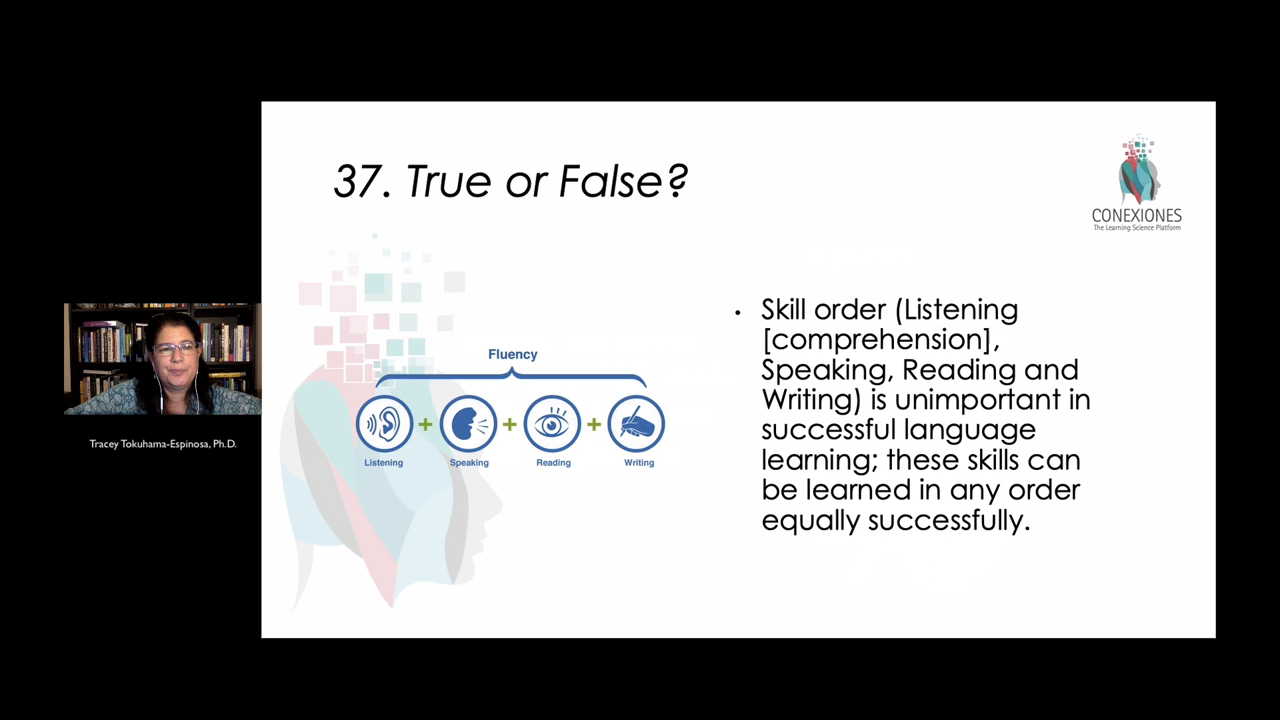 37. True or False?
CONEXIONES
The Learning Science Platform
Fluency
Listening
Speaking
Reading
Writing
• Skill order (Listening
[comprehension],
Speaking, Reading and
Writing) is unimportant in
successful language
learning; these skills can
be learned in any order
equally successfully.
Tracey Tokuhama-Espinosa, Ph.D.